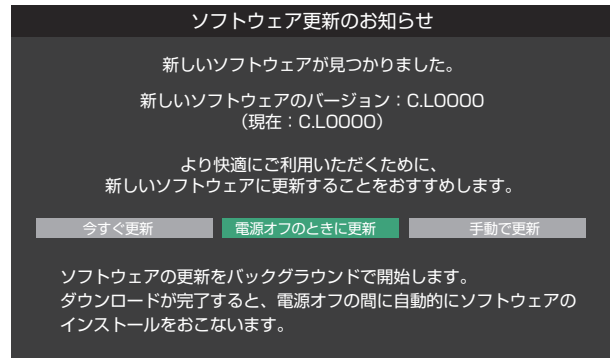 ソフトウェア更新のお知らせ
新しいソフトウェアが見つかりました。
新しいソフトウェアのバージョン：C.L0000
（現在：C.L0000）
より快適にご利用いただくために、
新しいソフトウェアに更新することをおすすめします。
今すぐ更新 電源オフのときに更新 手動で更新
ソフトウェアの更新をバックグラウンドで開始します。
ダウンロードが完了すると、電源オフの間に自動的にソフトウェアの
インストールをおこないます。